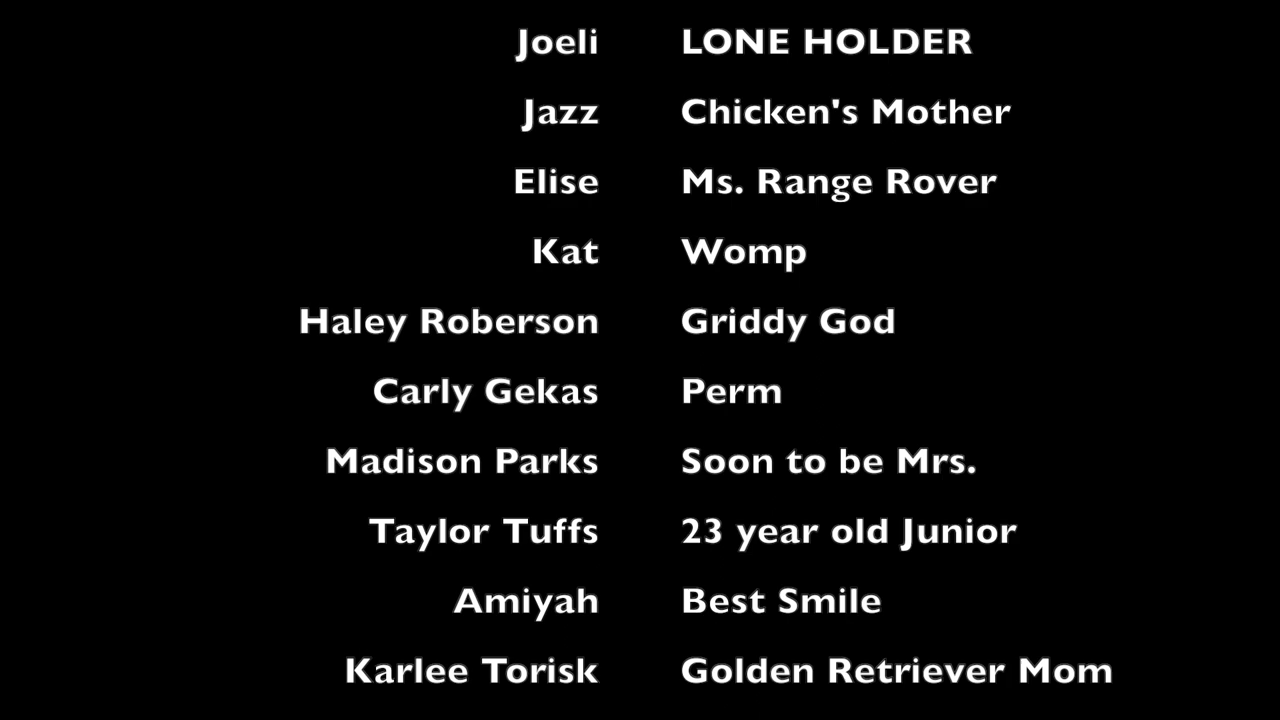 Joeli LONE HOLDER
Jazz Chicken's Mother
Elise Ms. Range Rover
Kat Womp
Haley Roberson Griddy God
Carly Gekas Perm
Madison Parks Soon to be Mrs.
Taylor Tuffs 23 year old Junior
Amiyah Best Smile
Karlee Torisk Golden Retriever Mom